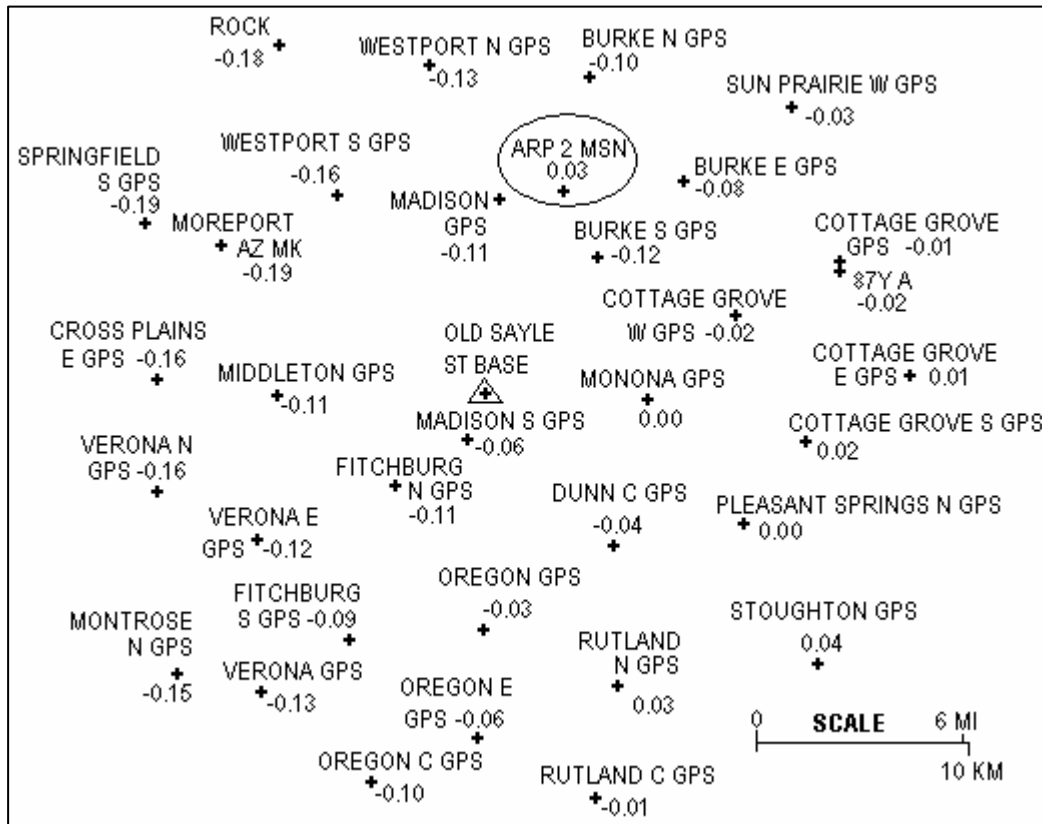 ROCK
-0.18
WESTPORT N GPS
-0.13
BURKE N GPS
-0.10
SUN PRAIRIE W GPS
-0.03
SPRINGFIELD
S GPS
-0.19
WESTPORT S GPS
-0.16
ARP 2 MSN
0.03
BURKE E GPS
-0.08
MOREPORT
AZ MK
-0.19
MADISON
GPS
-0.11
BURKE S GPS
-0.12
COTTAGE GROVE
GPS -0.01
87Y A
-0.02
COTTAGE GROVE
W GPS -0.02
CROSS PLAINS
E GPS -0.16
MIDDLETON GPS
-0.11
OLD SAYLE
ST BASE
MONONA GPS
0.00
COTTAGE GROVE
E GPS 0.01
MADISON S GPS
-0.06
COTTAGE GROVE S GPS
0.02
VERONA N
GPS -0.16
FITCHBURG
N GPS
-0.11
DUNN C GPS
-0.04
PLEASANT SPRINGS N GPS
0.00
VERONA E
GPS -0.12
OREGON GPS
-0.03
FITCHBURG
S GPS -0.09
MONTROSE
N GPS
-0.15
STOUGHTON GPS
0.04
RUTLAND
N GPS
0.03
VERONA GPS
-0.13
OREGON E
GPS -0.06
0 SCALE 6 MI
10 KM
OREGON C GPS
-0.10
RUTLAND C GPS
-0.01